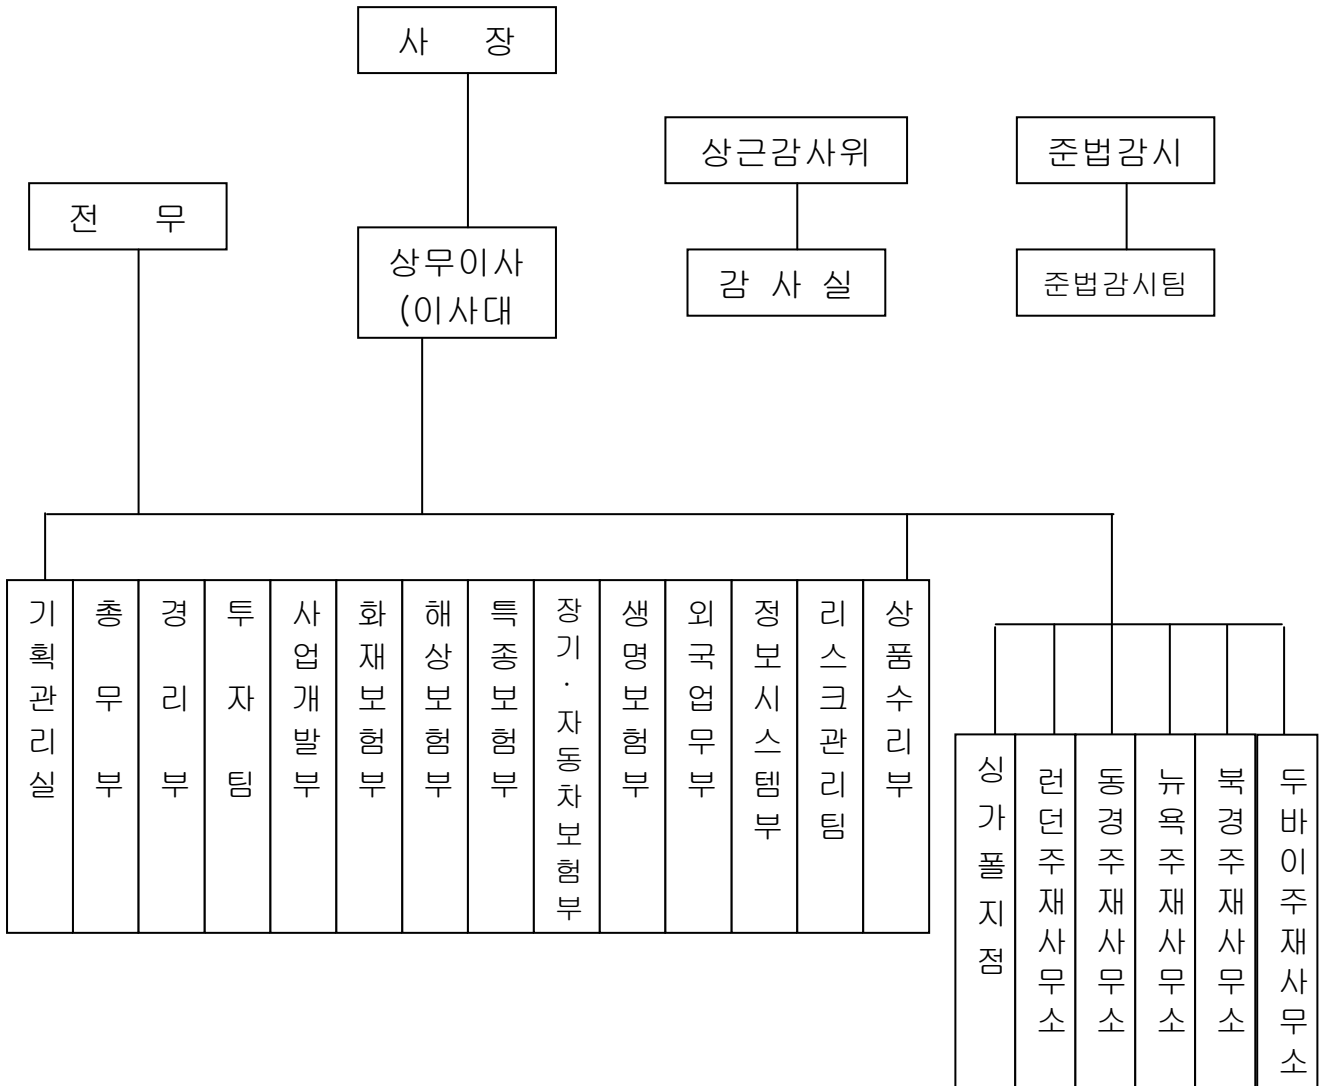 사 장
상근감사위
준법감시
전 무
상무이사
(이사대
감 사 실
준법감시팀
기획관리실
총무부
경리부
투자팀
사업개발부
화재보험부
해상보험부
특종보험부
장기·자동차보험부
생명보험부
외국업무부
정보시스템부
리스크관리팀
상품수리부
싱가폴지점
런던주재사무소
동경주재사무소
뉴욕주재사무소
북경주재사무소
두바이주재사무소